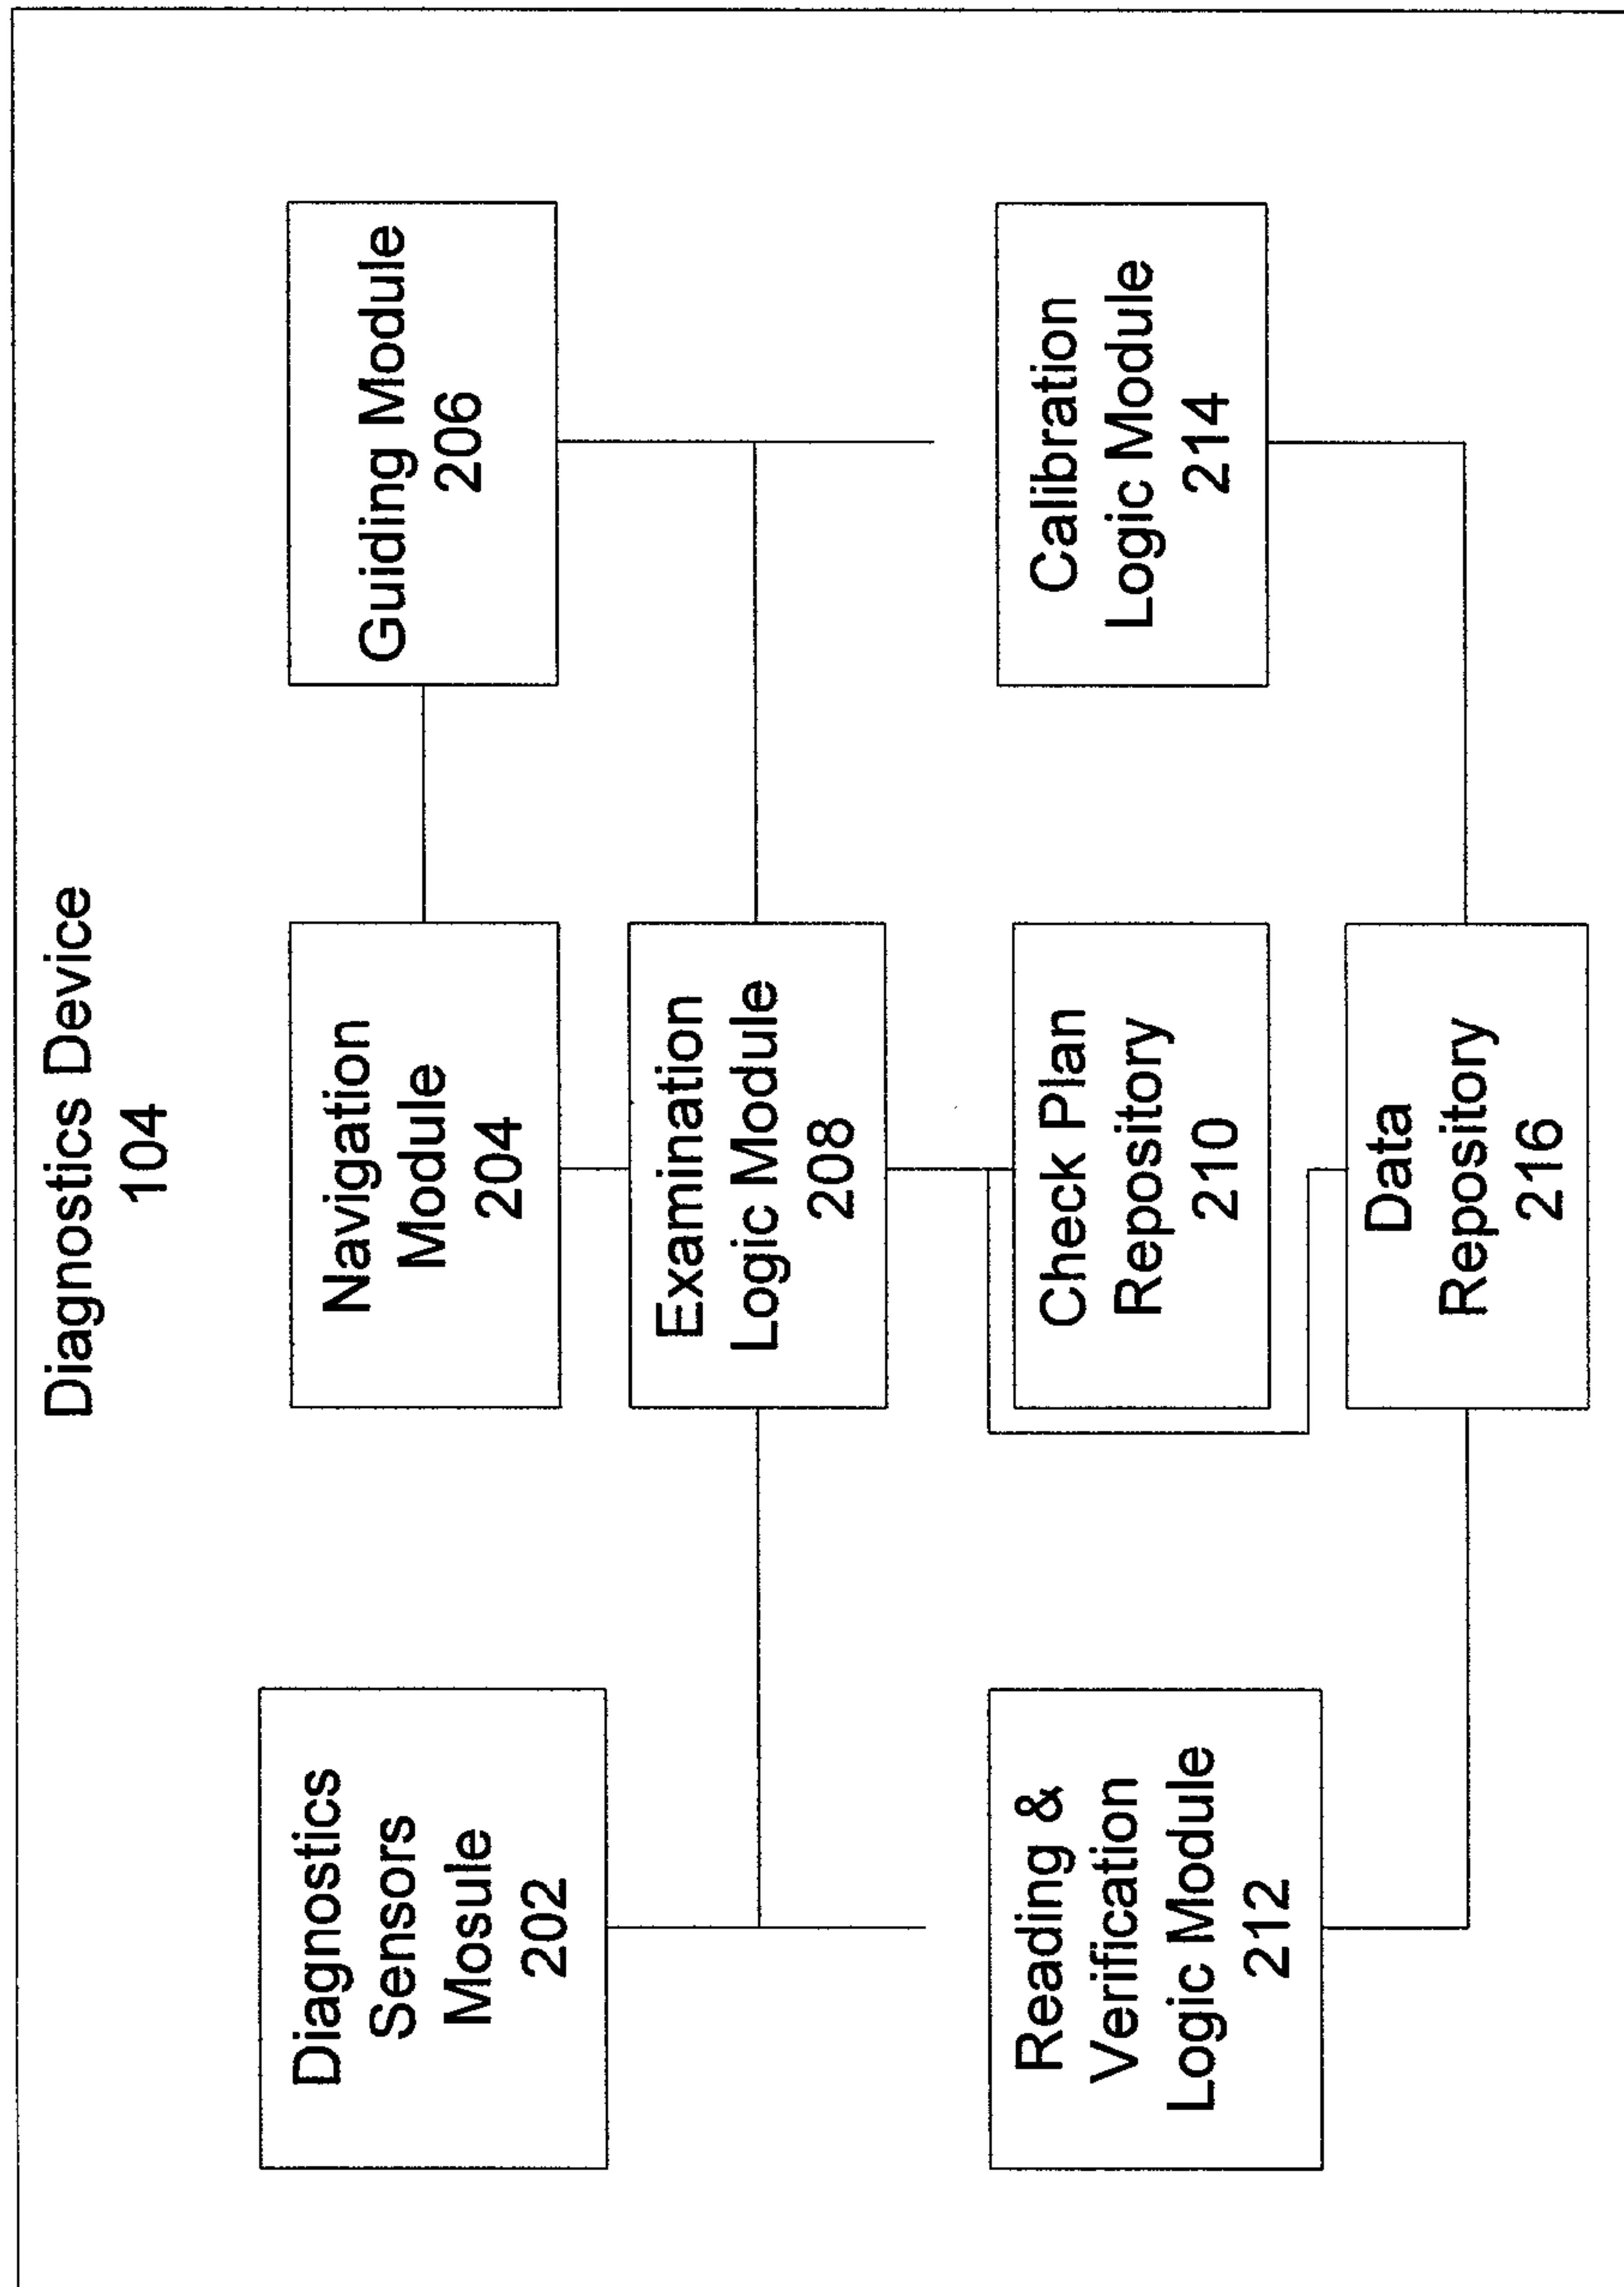 Diagnostics Device
104
Diagnostics
Sensors
Mosule
202
Navigation
Module
204
Guiding Module
206
Examination
Logic Module
208
Reading &
Verification
Logic Module
212
Check Plan
Repository
210
Calibration
Logic Module
214
Data
Repository
216